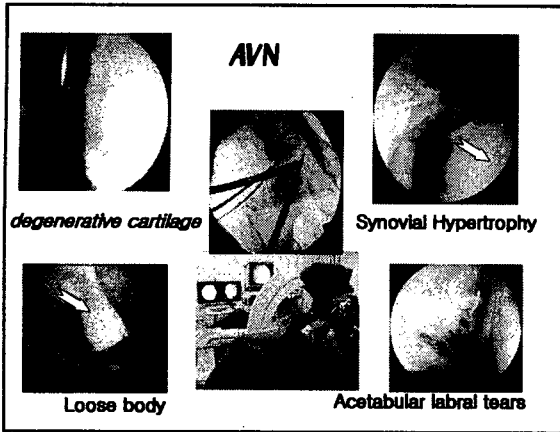 AVN
degenerative cartilage
Synovial Hypertrophy
Loose body
Acetabular labral tears